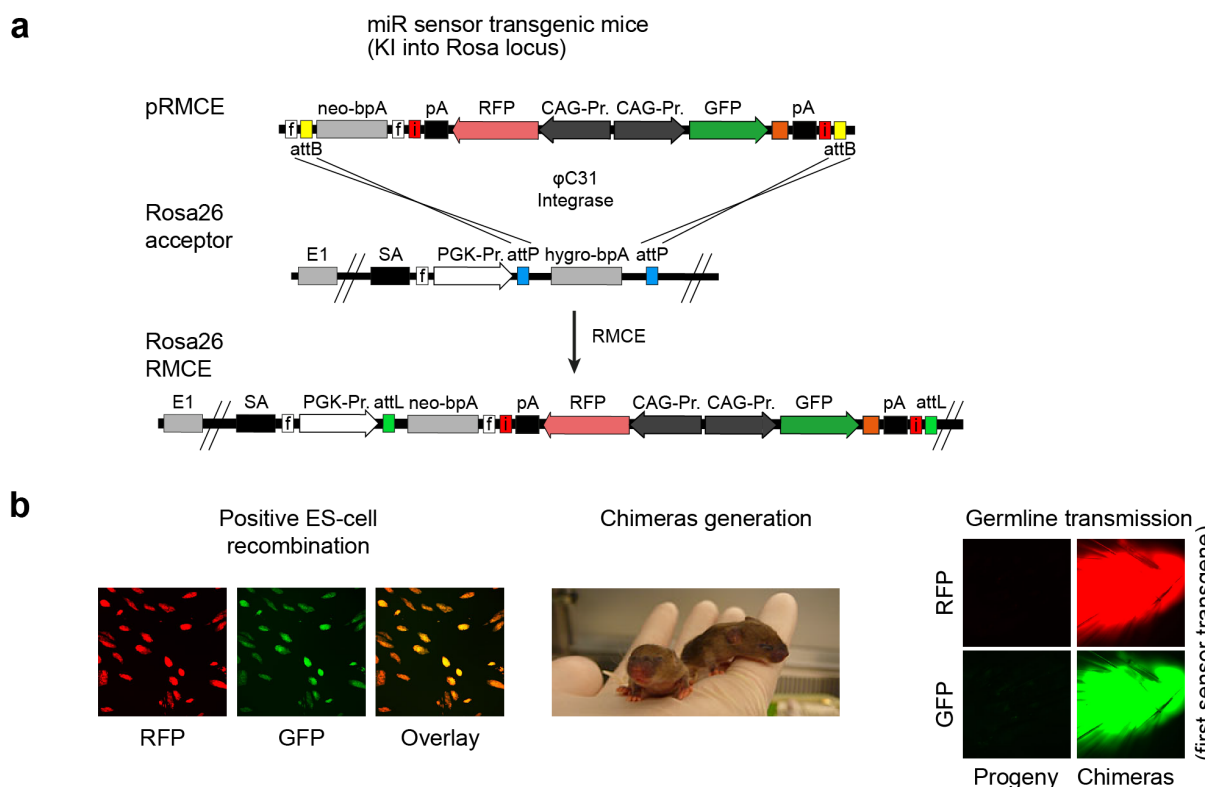 a
miR sensor transgenic mice
(KI into Rosa locus)
pRMCE
neo-bpA pA RFP CAG-Pr. CAG-Pr. GFP pA
f f i i
attB attB
φC31
Integrase
Rosa26
acceptor
E1 SA PGK-Pr. attP hygro-bpA attP
f
RMCE
Rosa26
RMCE
E1 SA PGK-Pr. attL neo-bpA pA RFP CAG-Pr. CAG-Pr. GFP pA attL
f f i i
b
Positive ES-cell
recombination
Chimeras generation
Germline transmission
RFP
GFP
(first sensor transgene)
RFP GFP Overlay
Progeny Chimeras